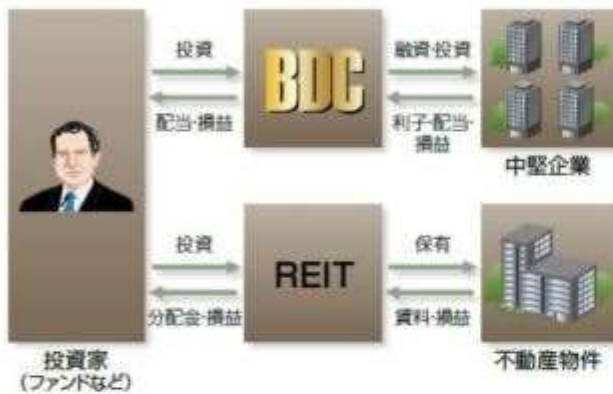 投資
BDC
融資・投資
配当・損益
利子・配当・
損益
中堅企業
投資
REIT
保有
分配金・損益
賃料・損益
投資家
(ファンドなど)
不動産物件